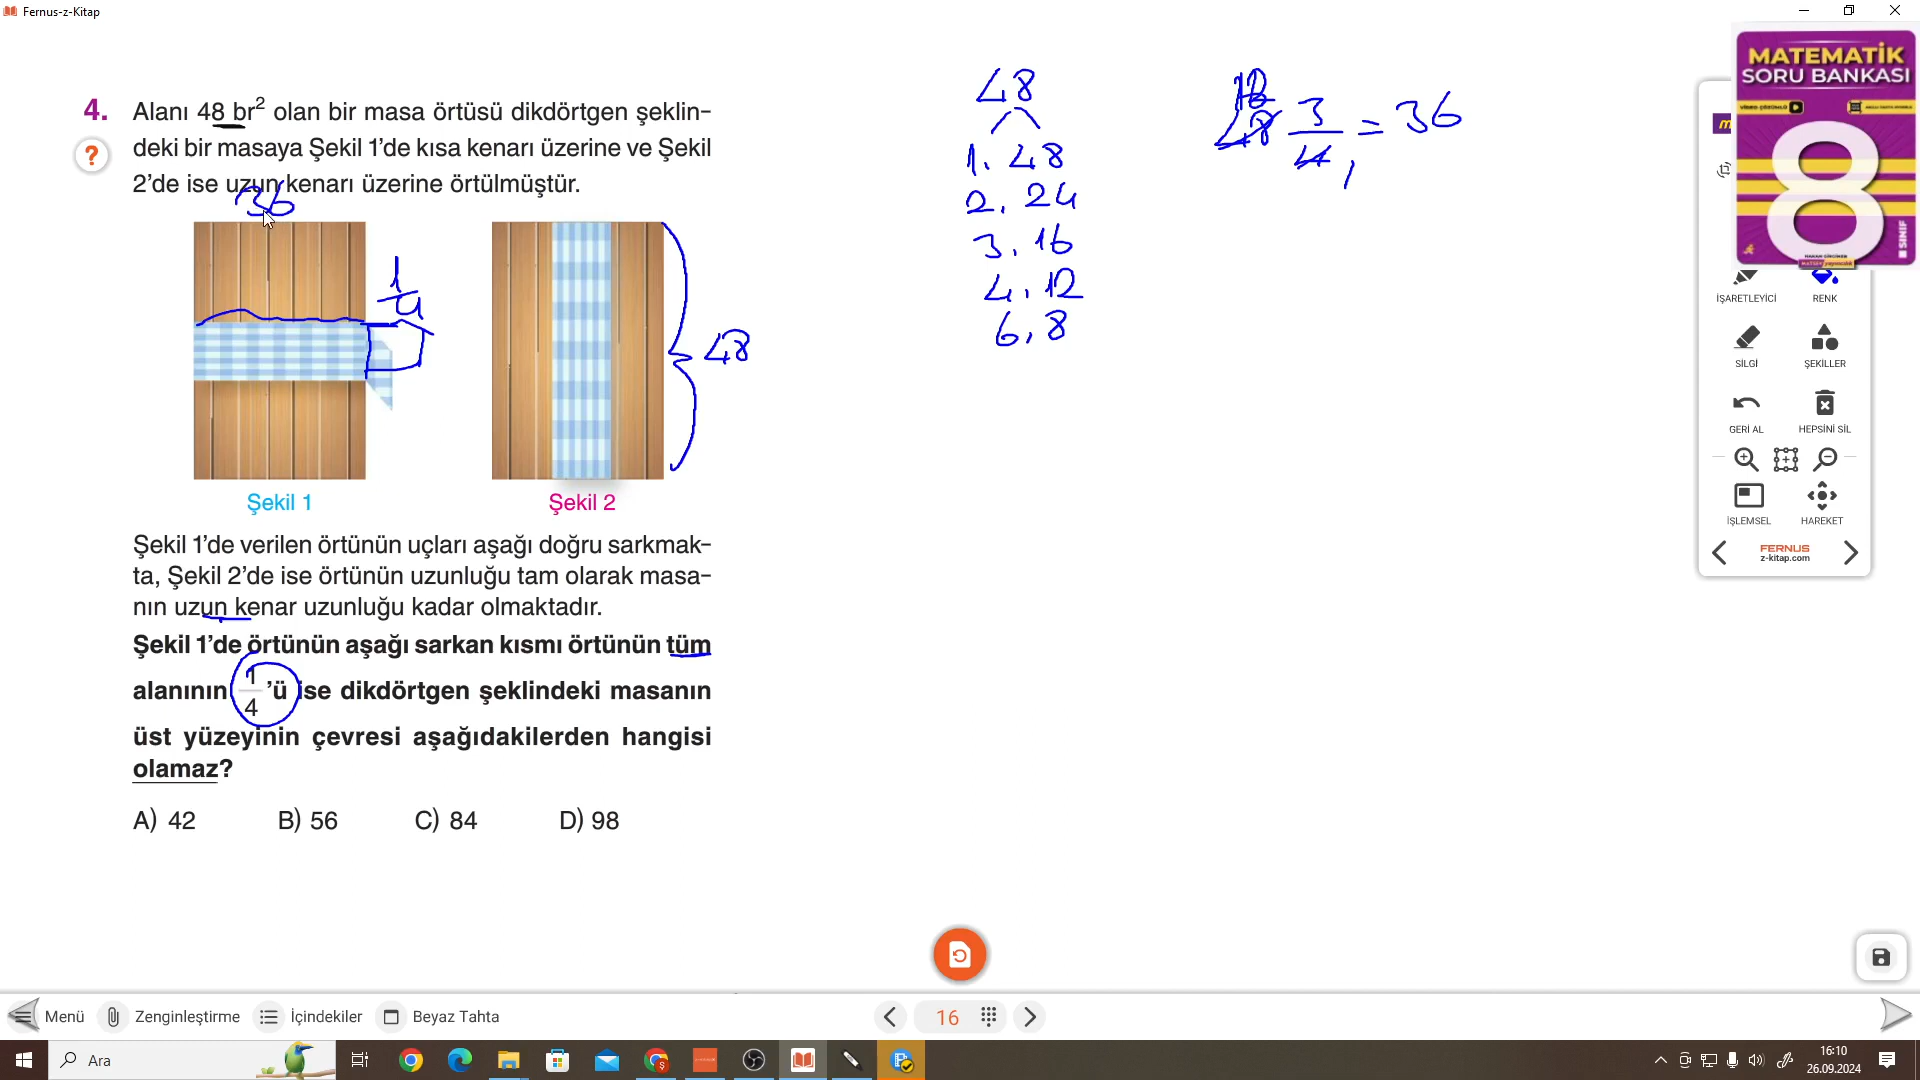 Fernus-z-Kitap
4. Alanı 48 br² olan bir masa örtüsü dikdörtgen şeklin-
deki bir masaya Şekil 1'de kısa kenarı üzerine ve Şekil
2'de ise uzun kenarı üzerine örtülmüştür.
?
36
1/4
48
Şekil 1
Şekil 2
Şekil 1'de verilen örtünün uçları aşağı doğru sarkmak-
ta, Şekil 2'de ise örtünün uzunluğu tam olarak masa-
nın uzun kenar uzunluğu kadar olmaktadır.
Şekil 1'de örtünün aşağı sarkan kısmı örtünün tüm
alanının 1/4 'ü ise dikdörtgen şeklindeki masanın
üst yüzeyinin çevresi aşağıdakilerden hangisi
olamaz?
A) 42 B) 56 C) 84 D) 98
48
1. 48
2. 24
3. 16
4. 12
6. 8
12
48 3/4 = 36
1
MATEMATİK
SORU BANKASI
VİDEO ÇÖZÜMLÜ
8
SINIF
İŞARETLEYİCİ
RENK
SİLGİ
ŞEKİLLER
GERİ AL
HEPSİNİ SİL
İŞLEMSEL
HAREKET
FERNUS
z-kitap.com
Menü
Zenginleştirme
İçindekiler
Beyaz Tahta
16
Ara
16:10
26.09.2024